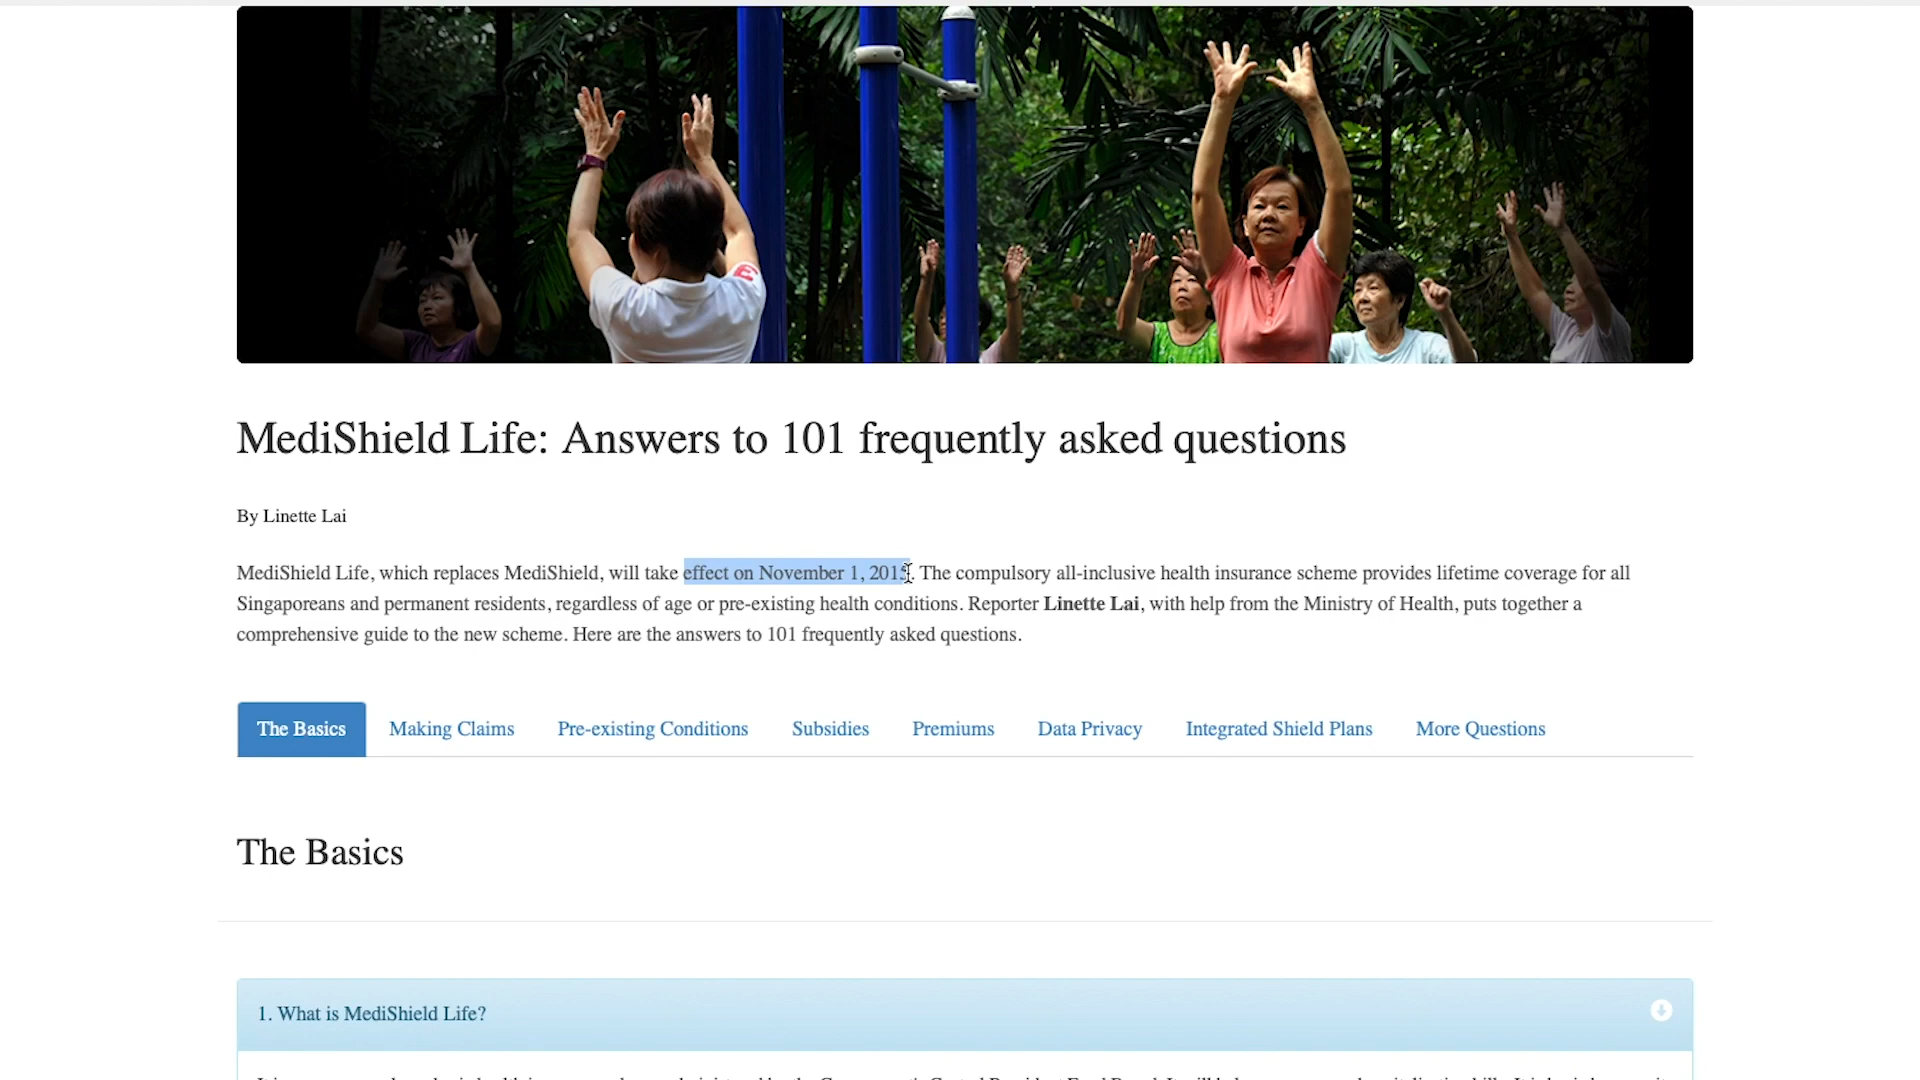 MediShield Life: Answers to 101 frequently asked questions
By Linette Lai
MediShield Life, which replaces MediShield, will take effect on November 1, 2015. The compulsory all-inclusive health insurance scheme provides lifetime coverage for all
Singaporeans and permanent residents, regardless of age or pre-existing health conditions. Reporter Linette Lai, with help from the Ministry of Health, puts together a
comprehensive guide to the new scheme. Here are the answers to 101 frequently asked questions.
The Basics Making Claims Pre-existing Conditions Subsidies Premiums Data Privacy Integrated Shield Plans More Questions
The Basics
1. What is MediShield Life?